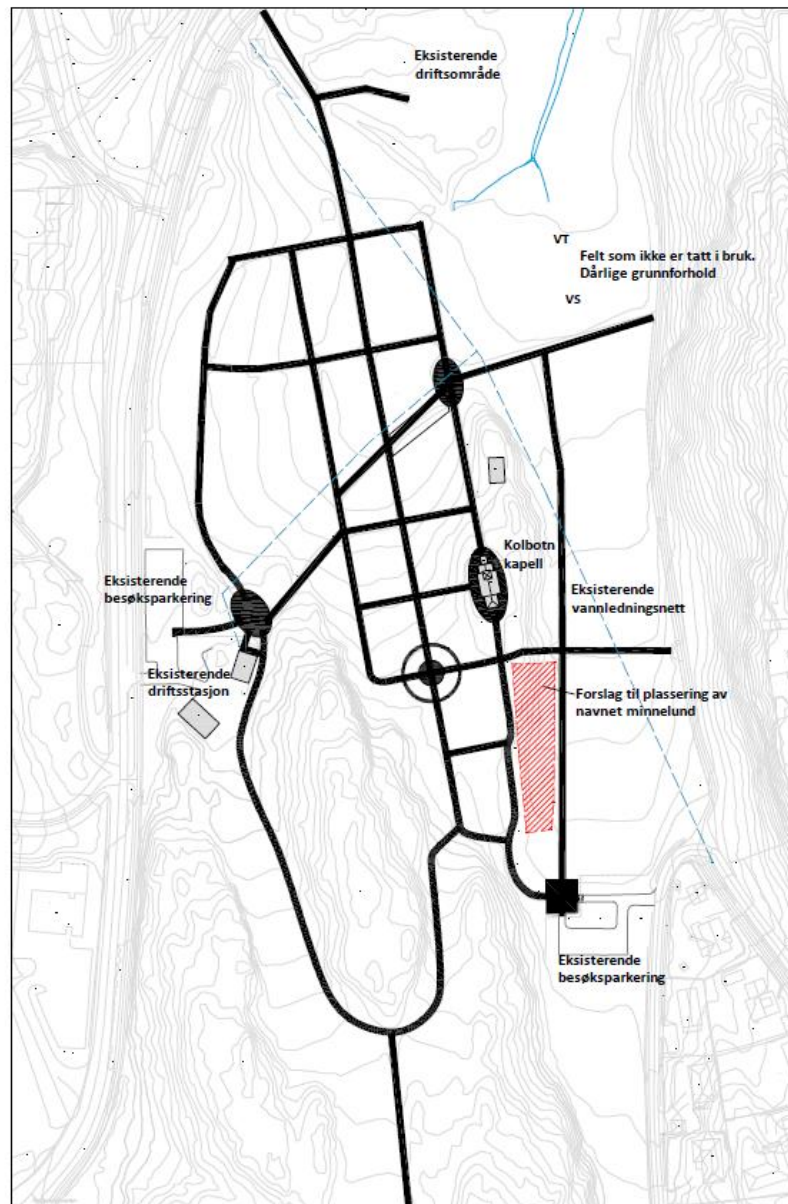 Eksisterende
driftsområde
VT
Felt som ikke er tatt i bruk.
Dårlige grunnforhold
VS
Kolbotn
kapell
Eksisterende
besøksparkering
Eksisterende
vannledningsnett
Eksisterende
driftsstasjon
Forslag til plassering av
navnet minnelund
Eksisterende
besøksparkering